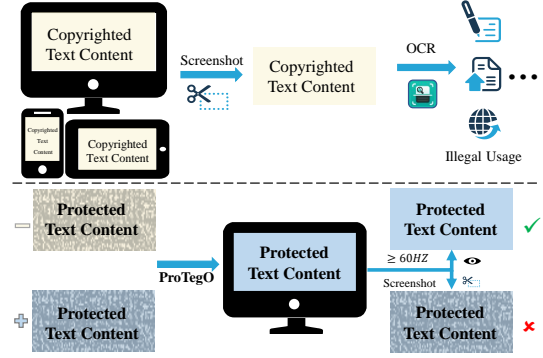 Copyrighted
Text Content
Screenshot
Copyrighted
Text Content
OCR
Copyrighted
Text
Content
Copyrighted
Text Content
Illegal Usage
Protected
Text Content
ProTegO
Protected
Text Content
≥ 60HZ
Screenshot
Protected
Text Content
Protected
Text Content
Protected
Text Content